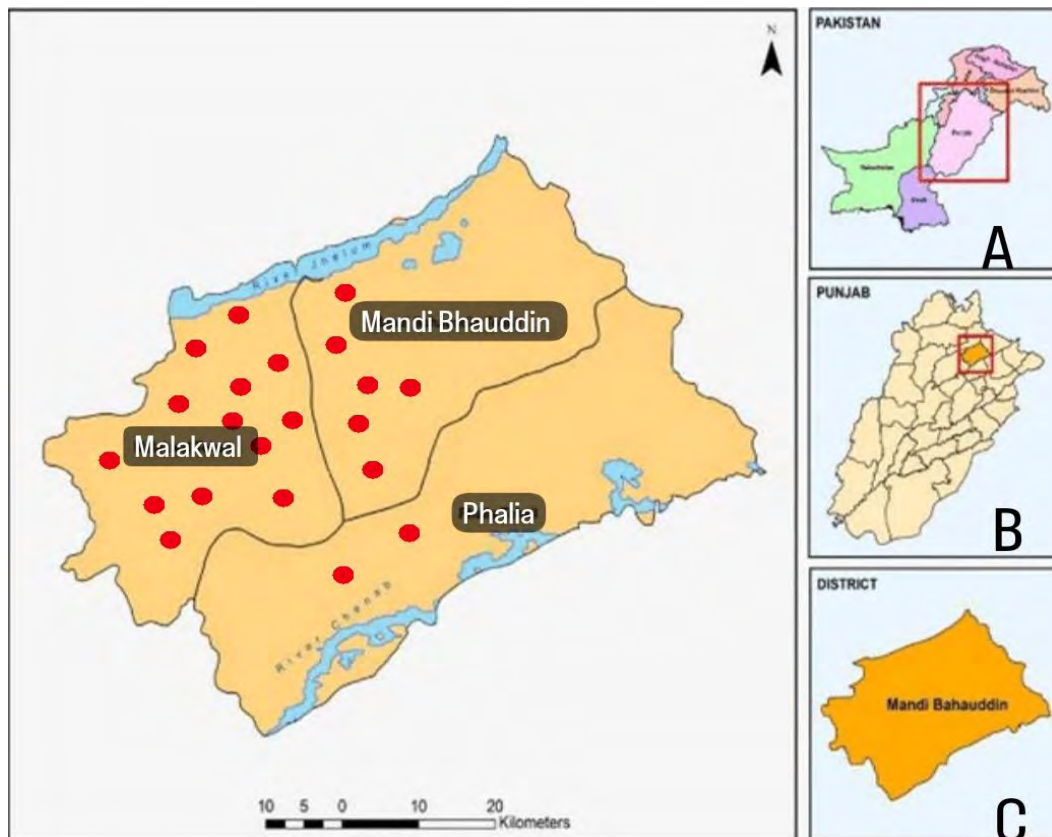 N
River Jhelum
Mandi Bhauddin
Malakwal
Phalia
River Chenab
10 5 0 10 20
Kilometers
PAKISTAN
Punjab
Sindh
A
PUNJAB
B
DISTRICT
Mandi Bahauddin
C